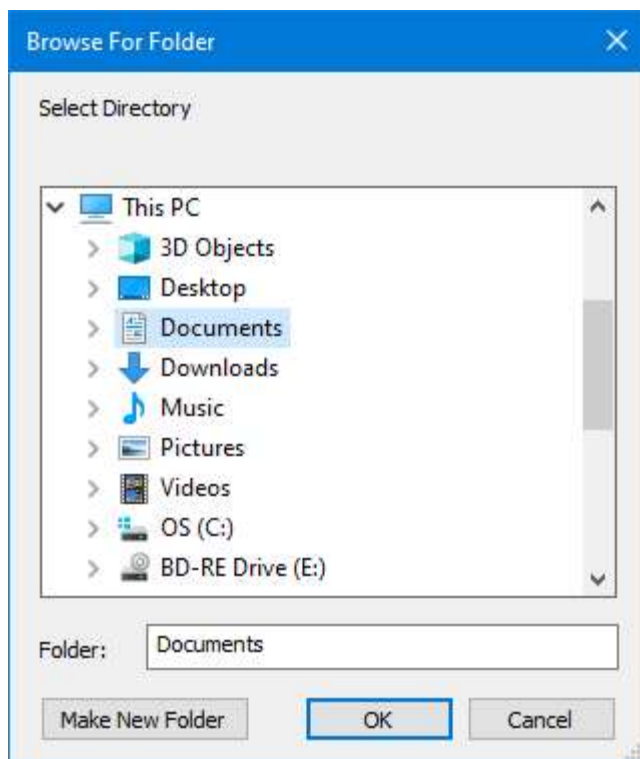 Browse For Folder
Select Directory
This PC
3D Objects
Desktop
Documents
Downloads
Music
Pictures
Videos
OS (C:)
BD-RE Drive (E:)
Folder: Documents
Make New Folder OK Cancel